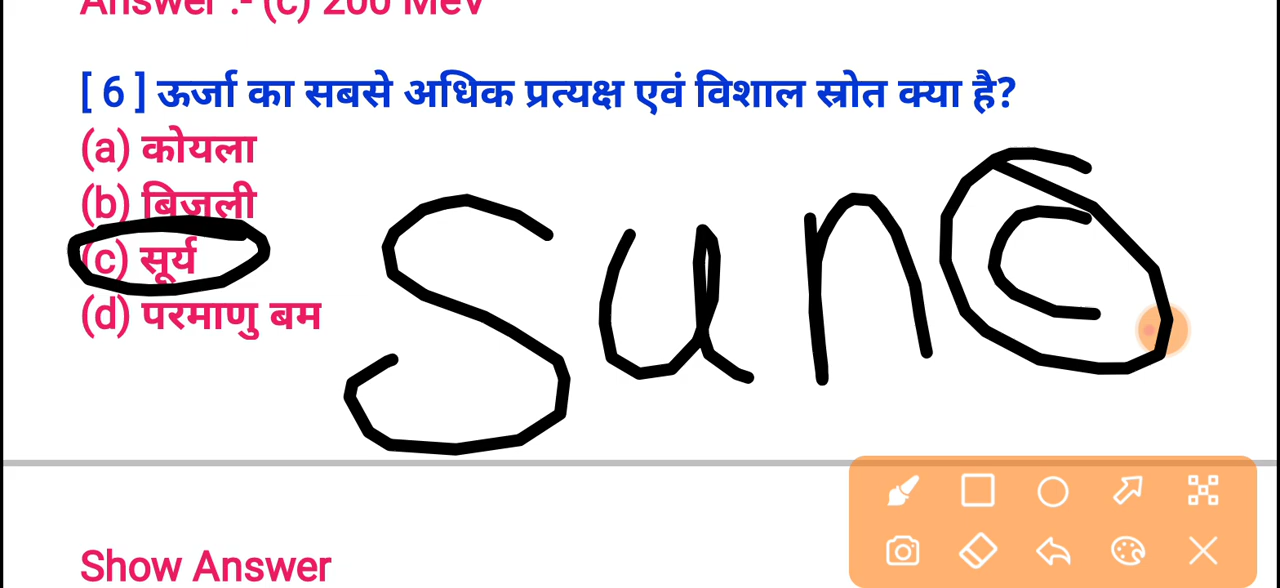 Answer :- (c) 200 Mev
[ 6 ] ऊर्जा का सबसे अधिक प्रत्यक्ष एवं विशाल स्रोत क्या है?
(a) कोयला
(b) बिजली
(c) सूर्य
(d) परमाणु बम
Sun C
Show Answer